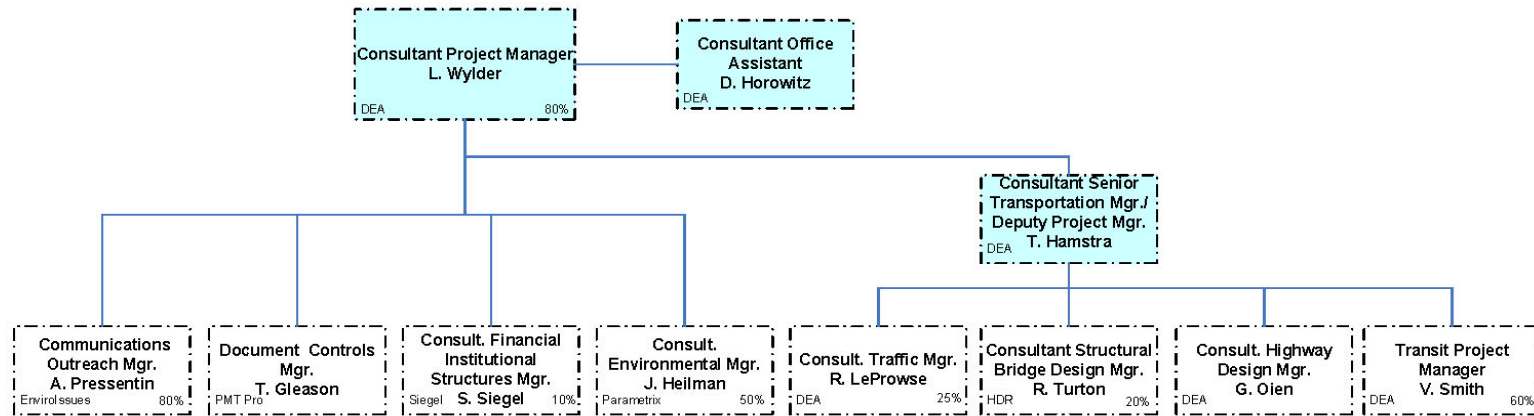 Consultant Project Manager
L. Wylder
DEA 80%
Consultant Office
Assistant
D. Horowitz
DEA
Consultant Senior
Transportation Mgr./
Deputy Project Mgr.
T. Hamstra
DEA
Communications
Outreach Mgr.
A. Pressentin
EnviroIssues 80%
Document Controls
Mgr.
T. Gleason
PMT Pro
Consult. Financial
Institutional
Structures Mgr.
S. Siegel
Siegel 10%
Consult.
Environmental Mgr.
J. Heilman
Parametrix 50%
Consult. Traffic Mgr.
R. LeProwse
DEA 25%
Consultant Structural
Bridge Design Mgr.
R. Turton
HDR 20%
Consult. Highway
Design Mgr.
G. Oien
DEA
Transit Project
Manager
V. Smith
DEA 60%